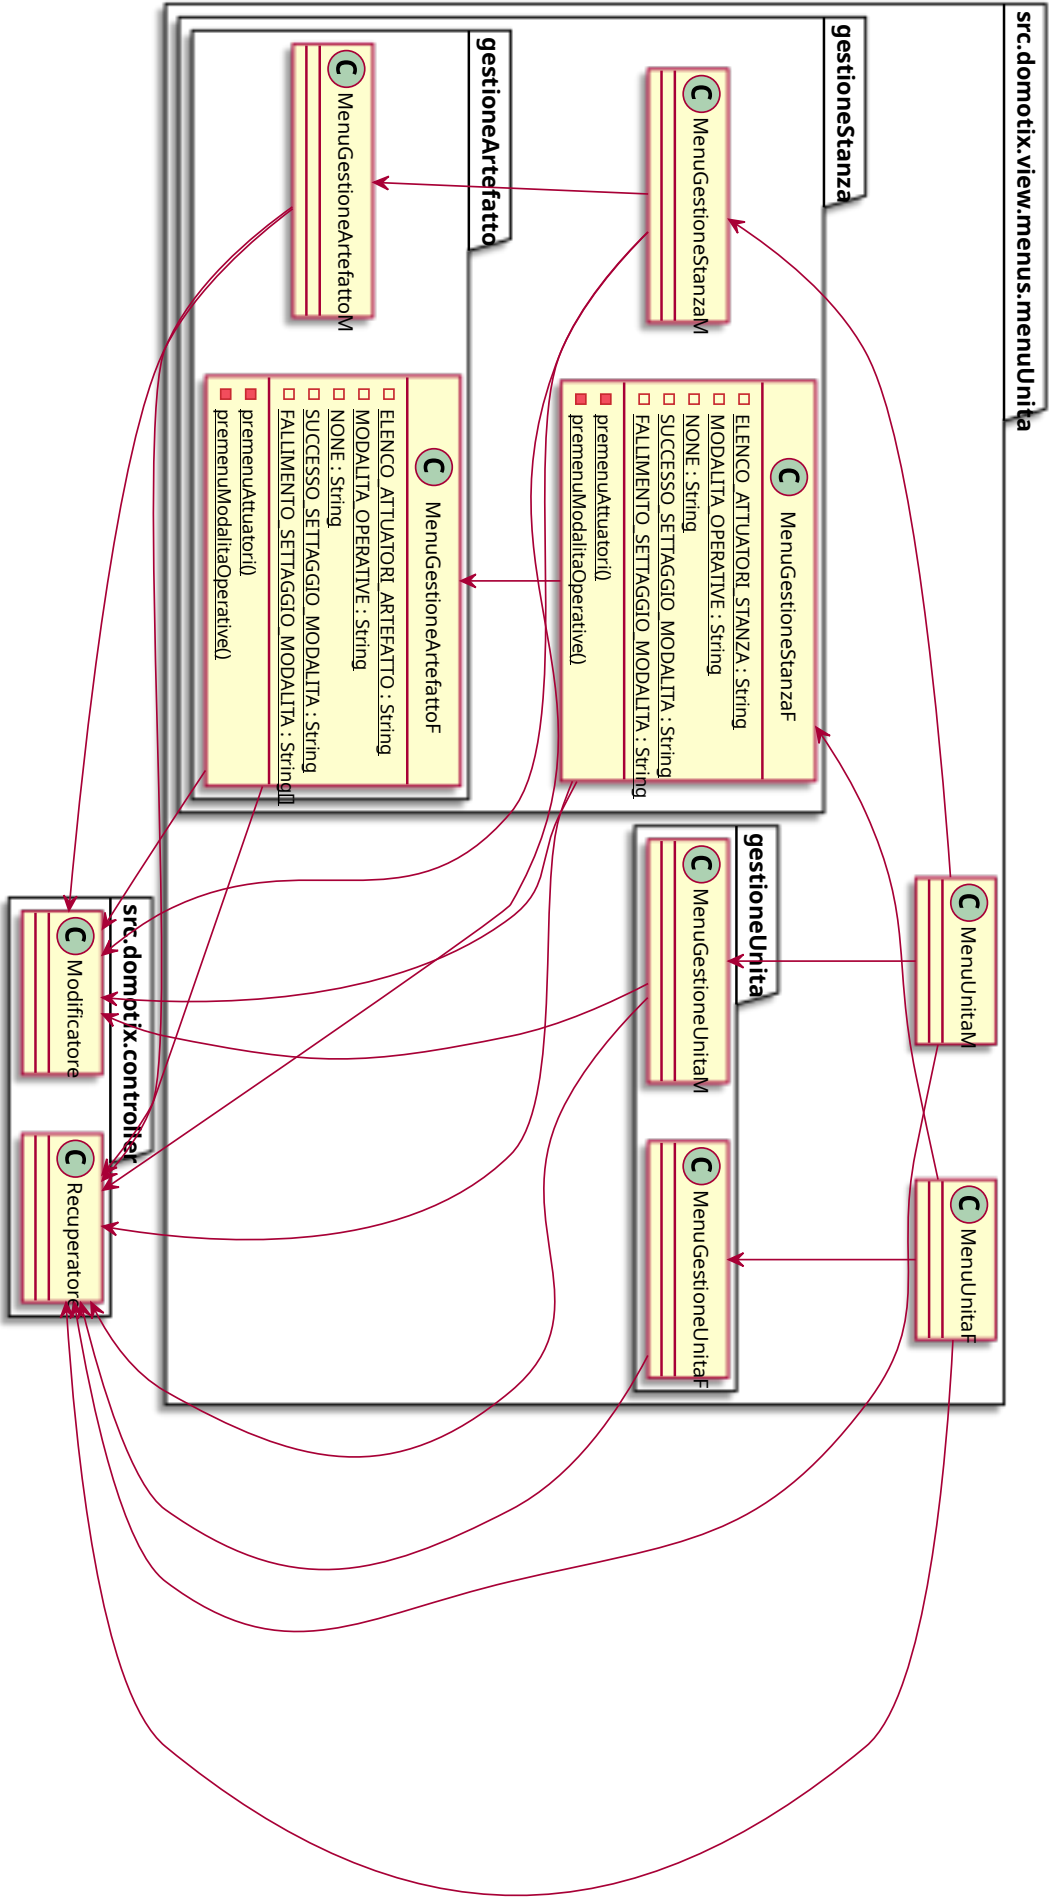 src.domotix.view.menus.menuUnita
MenuUnitaM
MenuUnitaF
gestioneStanza
MenuGestioneStanzaM
MenuGestioneStanzaF
ELENCO_ATTUATORI_STANZA : String
MODALITA_OPERATIVE : String
NONE : String
SUCCESSO_SETTAGGIO_MODALITA : String
FALLIMENTO_SETTAGGIO_MODALITA : String
premenuAttuatori()
premenuModalitaOperative()
gestioneUnita
MenuGestioneUnitaM
MenuGestioneUnitaF
gestioneArtefatto
MenuGestioneArtefattoM
MenuGestioneArtefattoF
ELENCO_ATTUATORI_ARTEFATTO : String
MODALITA_OPERATIVE : String
NONE : String
SUCCESSO_SETTAGGIO_MODALITA : String
FALLIMENTO_SETTAGGIO_MODALITA : String[]
premenuAttuatori()
premenuModalitaOperative()
src.domotix.controller
Modificatore
Recuperatore
C
C
C
C
C
C
C
C
C
C